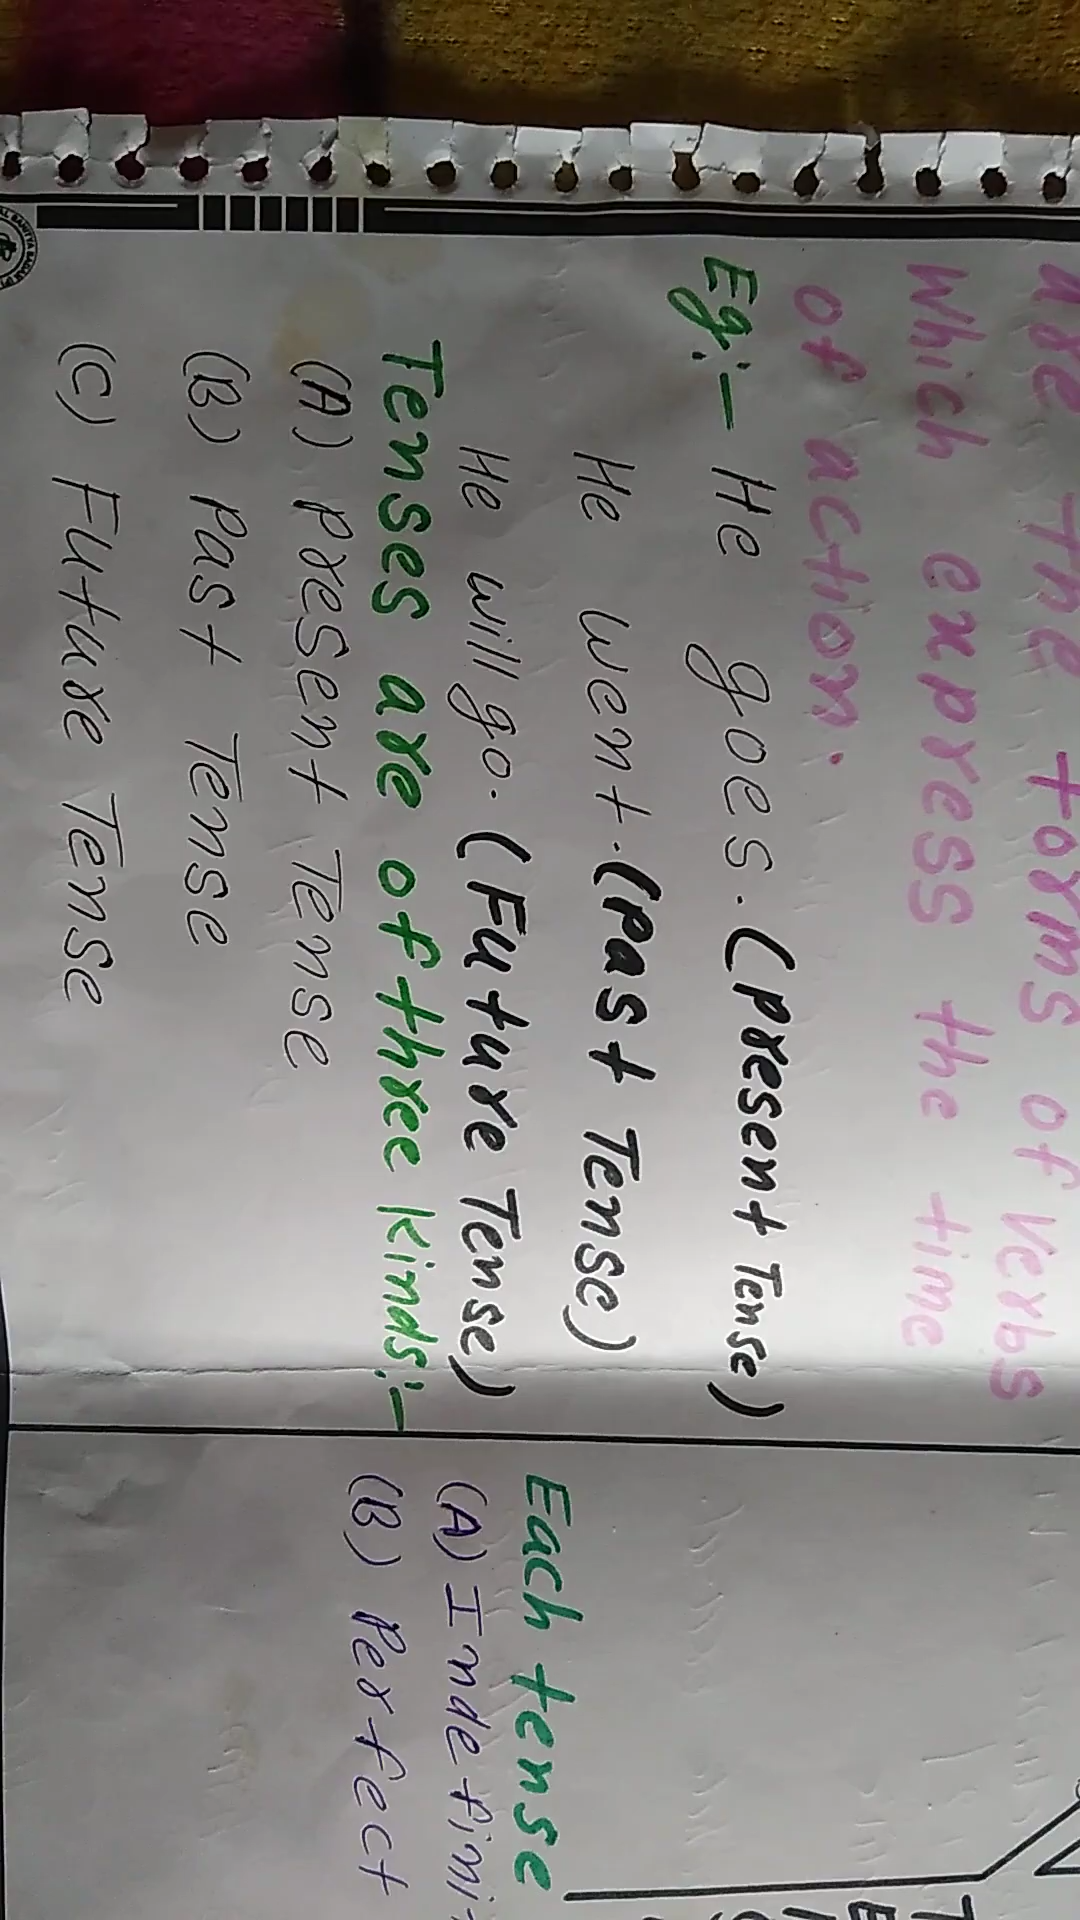 are the forms of verbs
which express the time
of action.
Eg:- He goes. (Present Tense)
He went. (Past Tense)
He will go. (Future Tense)
Tenses are of three kinds:-
(A) Present Tense
(B) Past Tense
(C) Future Tense
Each tense
(A) Indefini
(B) Perfect